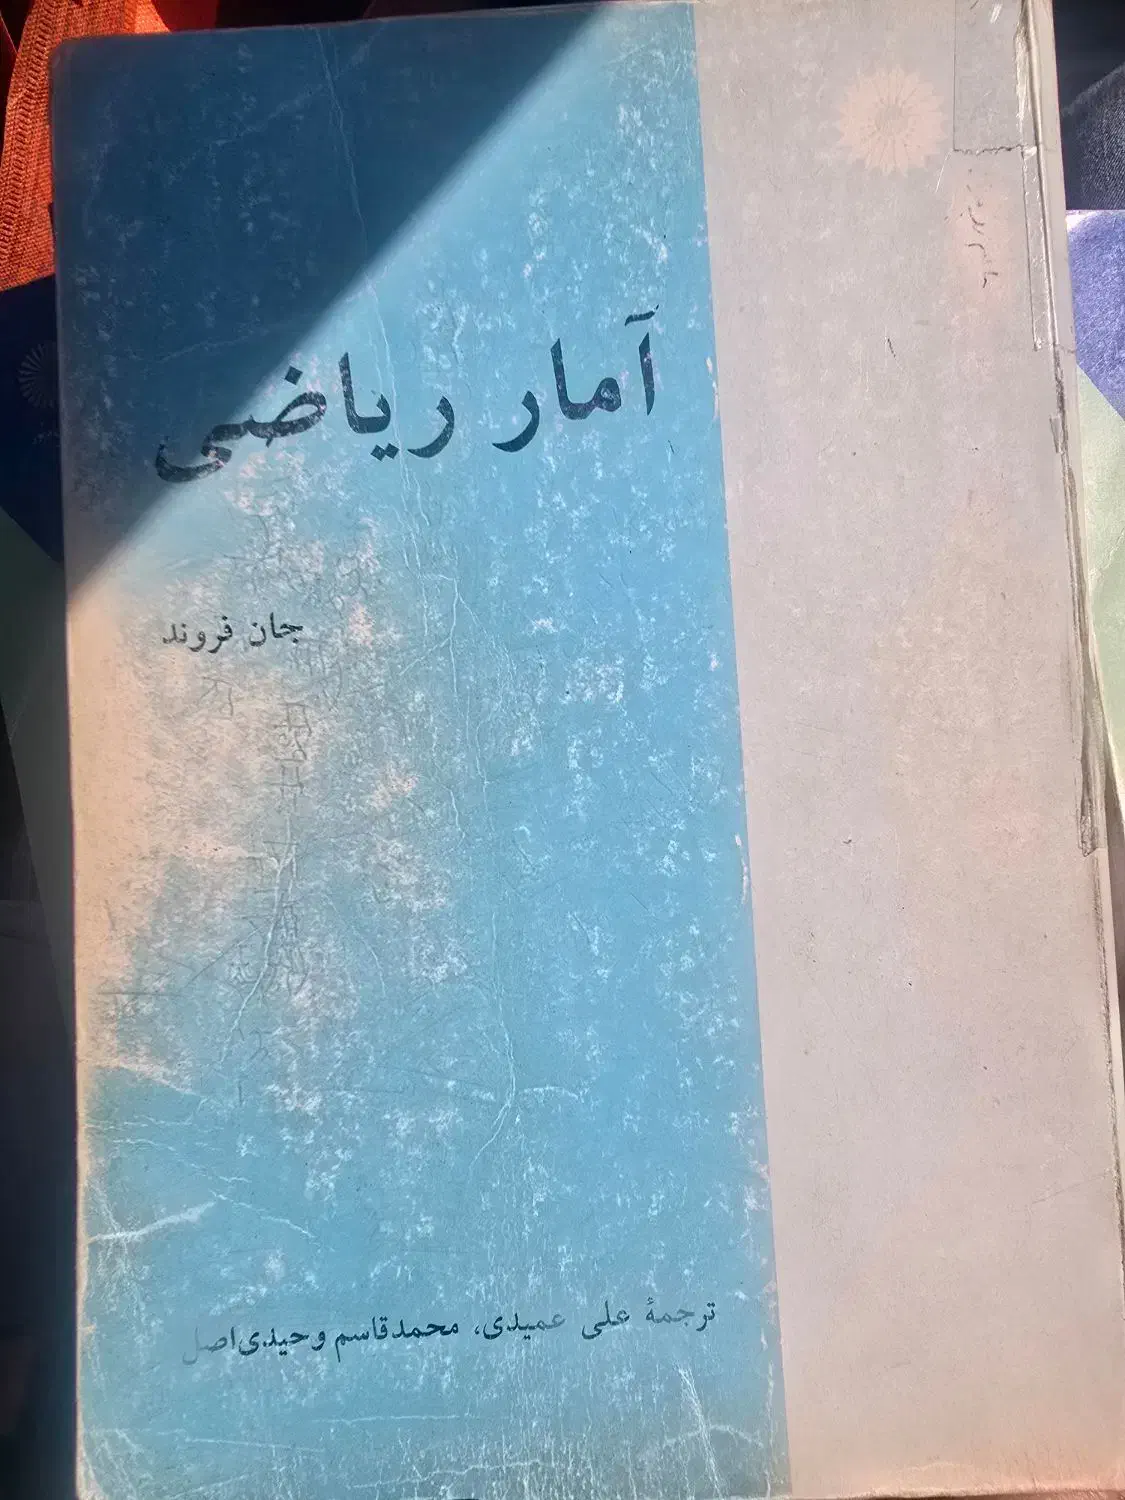 آمار ریاضی
جان فروند
ترجمهٔ علی عمیدی، محمدقاسم وحیدی‌اصل